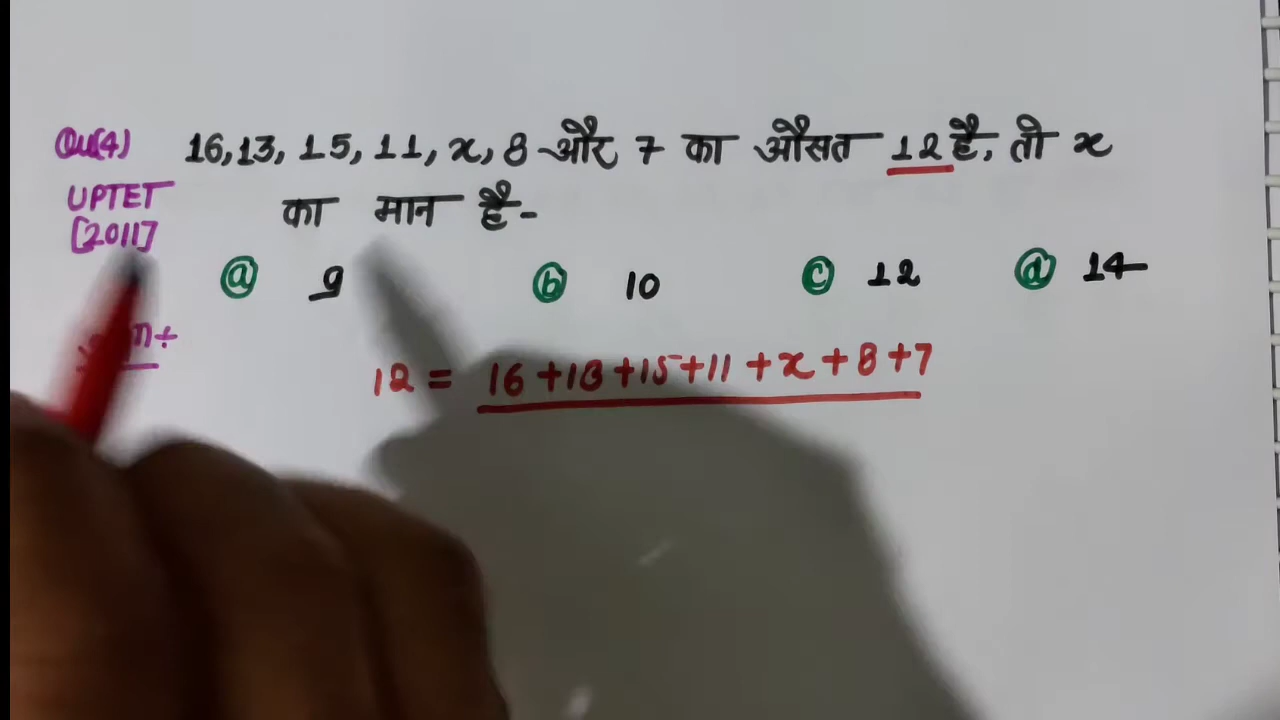 Qu(4) 16, 13, 15, 11, x, 8 और 7 का औसत 12 है, तो x
UPTET का मान है-
[2011]
ⓐ 9 ⓑ 10 ⓒ 12 ⓓ 14
12 = 16 + 13 + 15 + 11 + x + 8 + 7